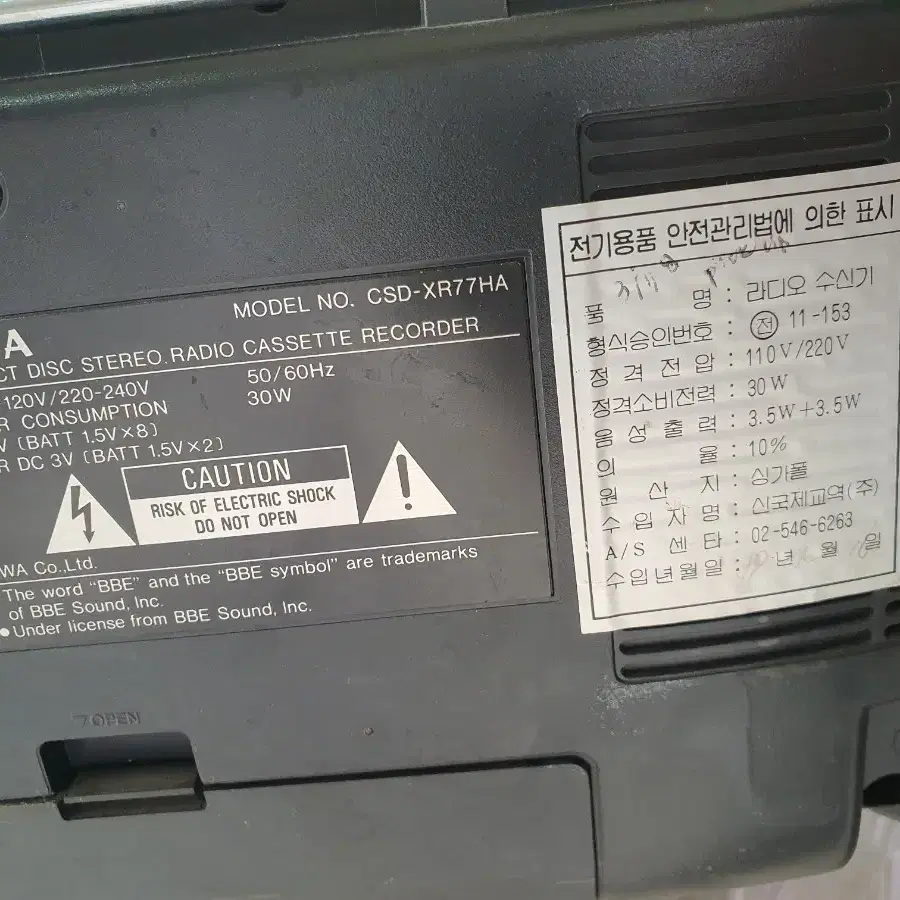 A
MODEL NO. CSD-XR77HA
CT DISC STEREO RADIO CASSETTE RECORDER
120V/220-240V 50/60Hz
R CONSUMPTION 30W
V (BATT 1.5V×8)
R DC 3V (BATT 1.5V×2)
CAUTION
RISK OF ELECTRIC SHOCK
DO NOT OPEN
WA Co.,Ltd.
The word "BBE" and the "BBE symbol" are trademarks
of BBE Sound, Inc.
●Under license from BBE Sound, Inc.
OPEN
전기용품 안전관리법에 의한 표시
품 명 : 라디오 수신기
형식승인번호 : 전 11-153
정격전압 : 110V/220V
정격소비전력 : 30W
음성출력 : 3.5W+3.5W
의 율 : 10%
원산지 : 싱가폴
수입자명 : 신국제교역(주)
A/S 센타 : 02-546-6263
수입년월일 : 년 월 일